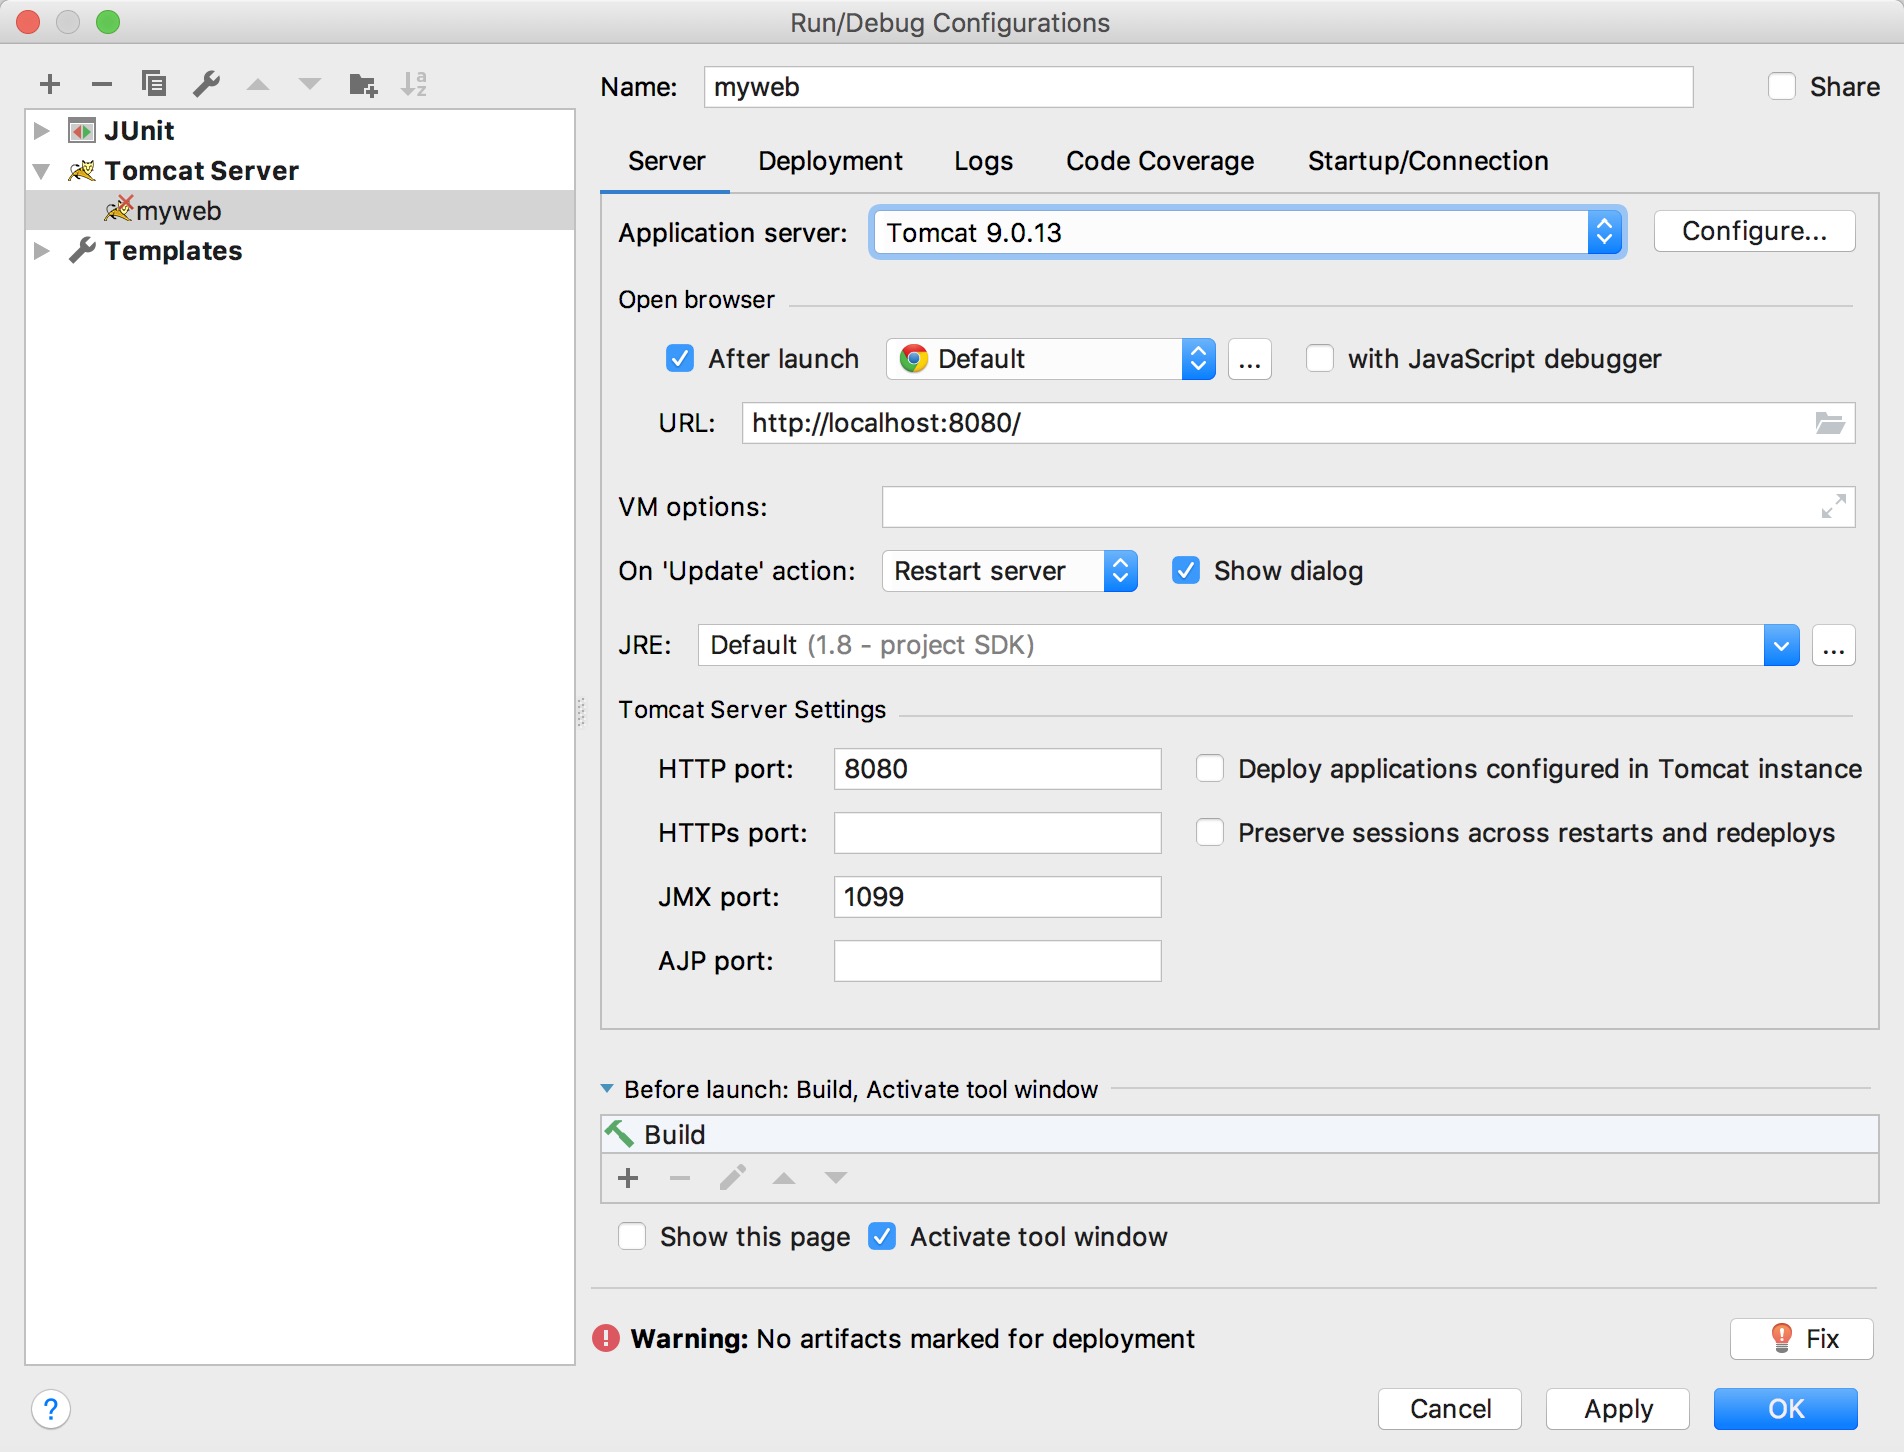 Run/Debug Configurations
JUnit
Tomcat Server
myweb
Templates
Name: myweb Share
Server Deployment Logs Code Coverage Startup/Connection
Application server: Tomcat 9.0.13 Configure...
Open browser
After launch Default ... with JavaScript debugger
URL: http://localhost:8080/
VM options:
On 'Update' action: Restart server Show dialog
JRE: Default (1.8 - project SDK) ...
Tomcat Server Settings
HTTP port: 8080 Deploy applications configured in Tomcat instance
HTTPs port: Preserve sessions across restarts and redeploys
JMX port: 1099
AJP port:
Before launch: Build, Activate tool window
Build
Show this page Activate tool window
Warning: No artifacts marked for deployment Fix
? Cancel Apply OK